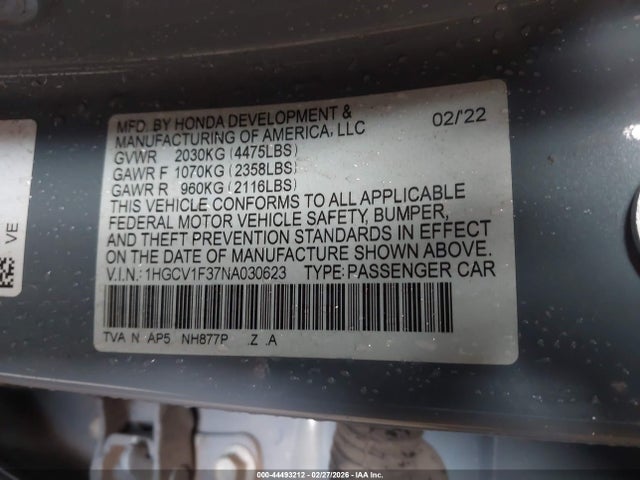 MFD. BY HONDA DEVELOPMENT & 02/'22
MANUFACTURING OF AMERICA, LLC
GVWR 2030KG (4475LBS)
GAWR F 1070KG (2358LBS)
GAWR R 960KG (2116LBS)
THIS VEHICLE CONFORMS TO ALL APPLICABLE
FEDERAL MOTOR VEHICLE SAFETY, BUMPER,
AND THEFT PREVENTION STANDARDS IN EFFECT
ON THE DATE OF MANUFACTURE SHOWN ABOVE.
V.I.N.: 1HGCV1F37NA030623 TYPE: PASSENGER CAR
TVA N AP5 NH877P .Z .A
VE
000-44493212 - 02/27/2026 - IAA Inc.